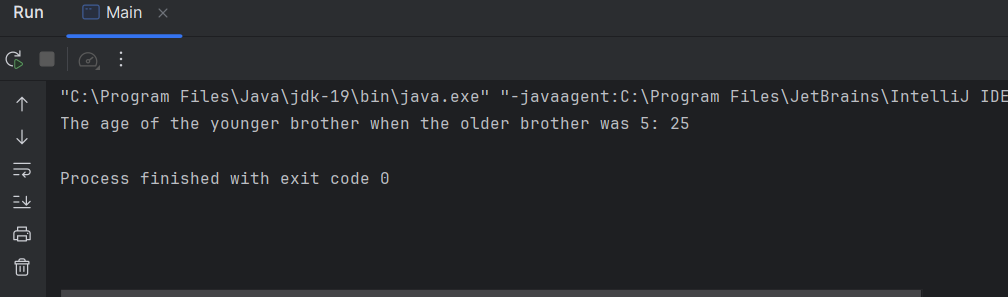 Run Main
"C:\Program Files\Java\jdk-19\bin\java.exe" "-javaagent:C:\Program Files\JetBrains\IntelliJ IDE
The age of the younger brother when the older brother was 5: 25
Process finished with exit code 0